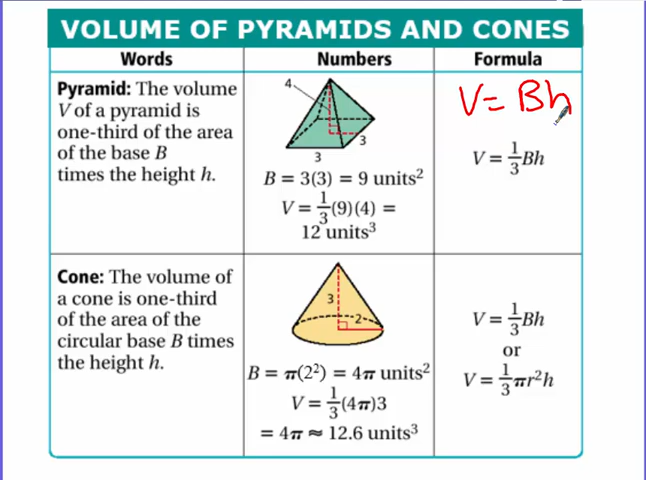 VOLUME OF PYRAMIDS AND CONES
Words
Numbers
Formula
Pyramid: The volume
V of a pyramid is
one-third of the area
of the base B
times the height h.
4
3
3
B = 3(3) = 9 units²
V = 1/3(9)(4) =
12 units³
V = Bh
V = 1/3Bh
Cone: The volume of
a cone is one-third
of the area of the
circular base B times
the height h.
3
2
B = π(2²) = 4π units²
V = 1/3(4π)3
= 4π ≈ 12.6 units³
V = 1/3Bh
or
V = 1/3πr²h